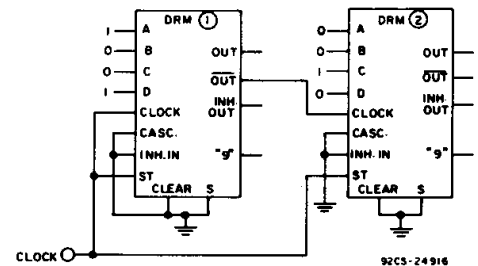 DRM 1
1 A
0 B OUT
0 C OUT
1 D INH. OUT
CLOCK
CASC.
INH. IN "9"
ST
CLEAR S
DRM 2
0 A
0 B OUT
1 C OUT
0 D INH OUT
CLOCK
CASC.
INH. IN "9"
ST
CLEAR S
CLOCK
92CS-24916